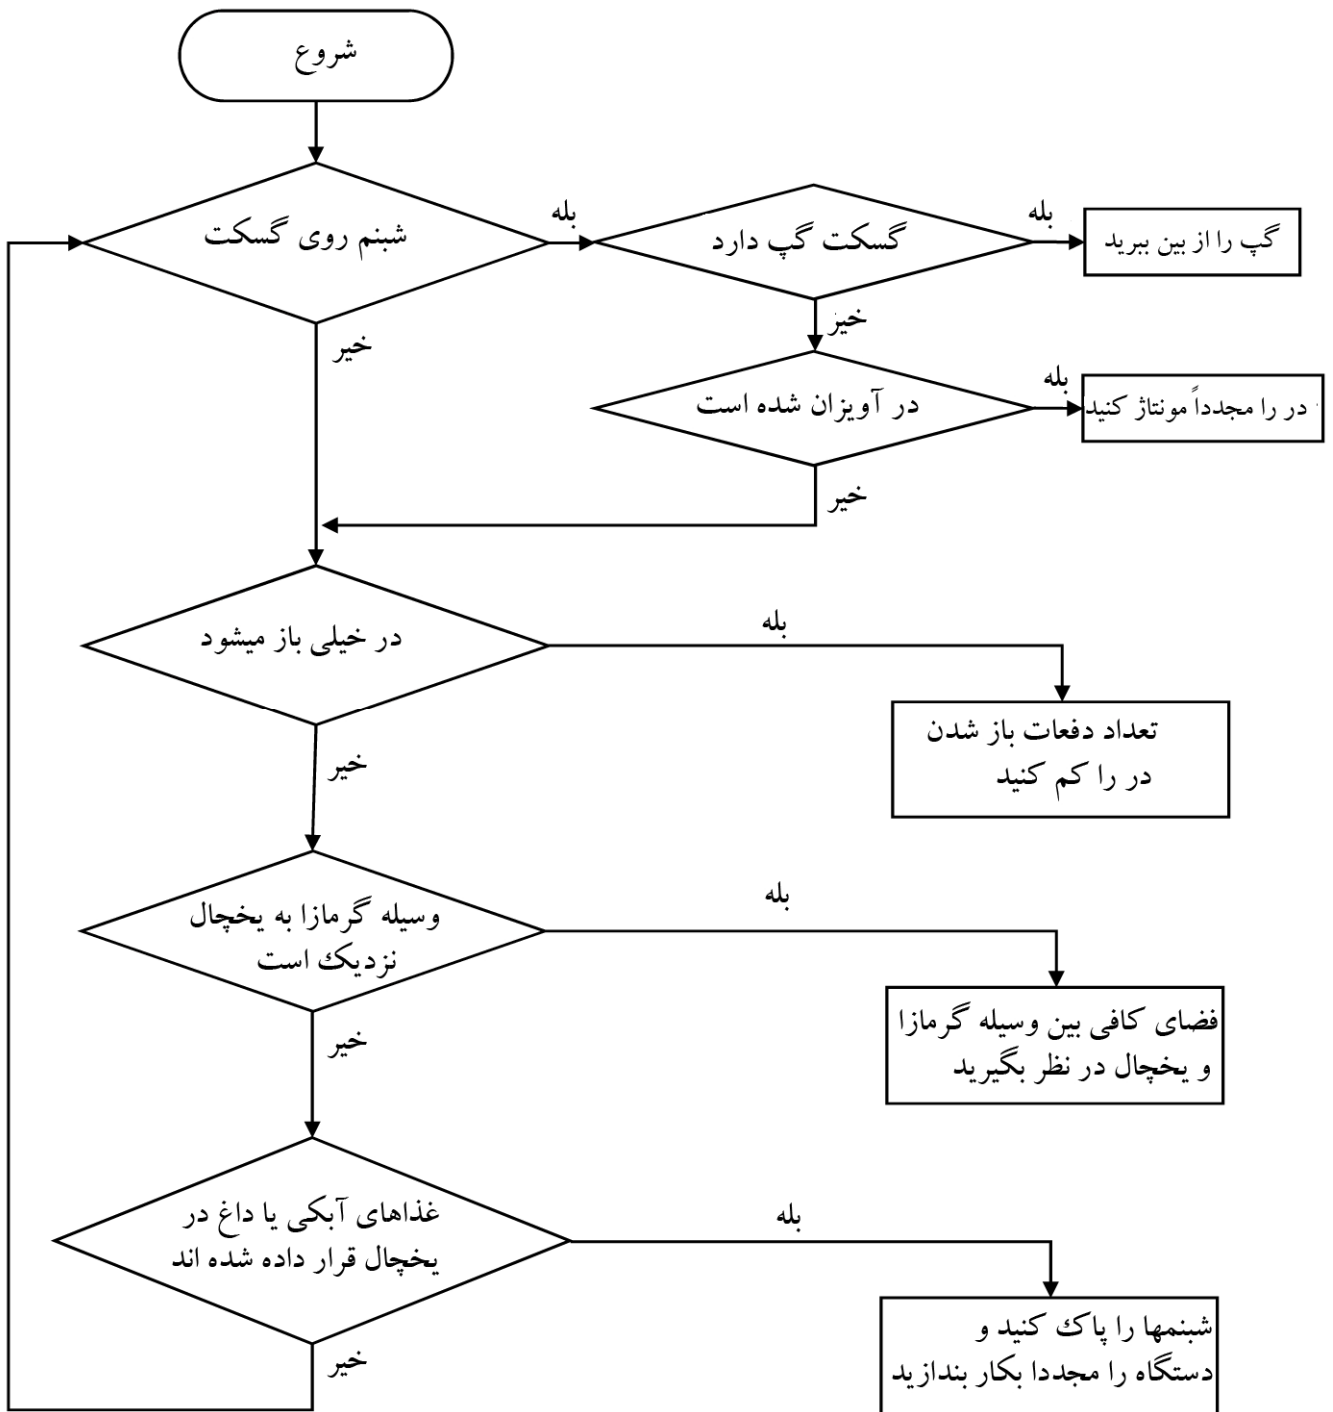 شروع
شبنم روی گسکت
بله
گسکت گپ دارد
بله
گپ را از بین ببرید
خیر
خیز
در آویزان شده است
بله
در را مجدداً مونتاژ کنید
خیر
در خیلی باز میشود
بله
تعداد دفعات باز شدن
در را کم کنید
خیر
وسیله گرمازا به یخچال
نزدیک است
بله
فضای کافی بین وسیله گرمازا
و یخچال در نظر بگیرید
خیر
غذاهای آبکی یا داغ در
یخچال قرار داده شده اند
بله
شبنمها را پاک کنید و
دستگاه را مجددا بکار بندازید
خیر